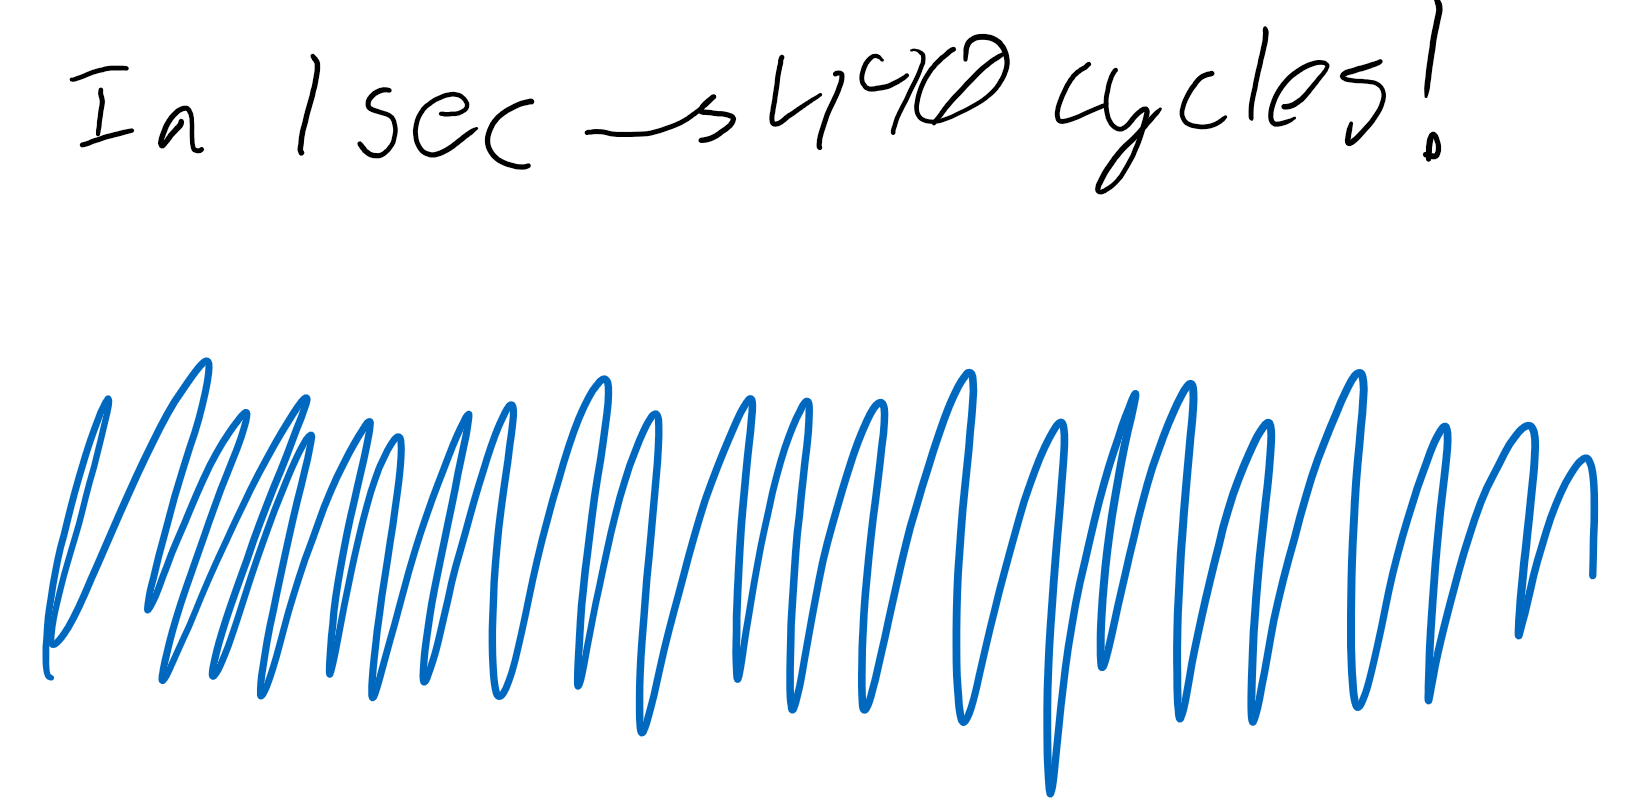 In 1 sec → 440 cycles!